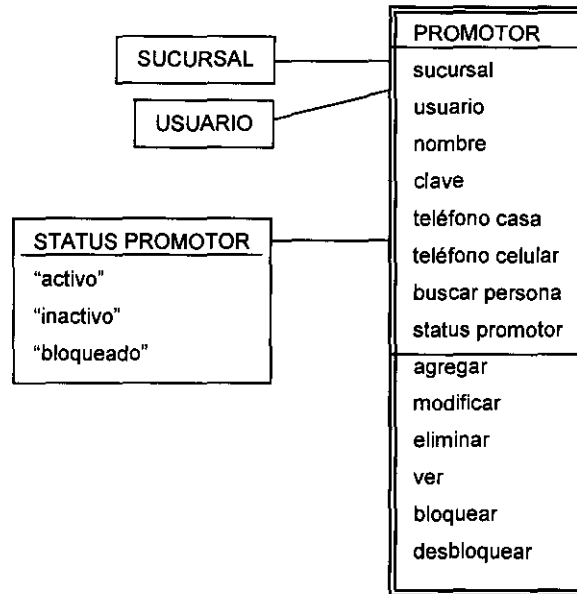 SUCURSAL
USUARIO
STATUS PROMOTOR
“activo”
“inactivo”
“bloqueado”
PROMOTOR
sucursal
usuario
nombre
clave
teléfono casa
teléfono celular
buscar persona
status promotor
agregar
modificar
eliminar
ver
bloquear
desbloquear